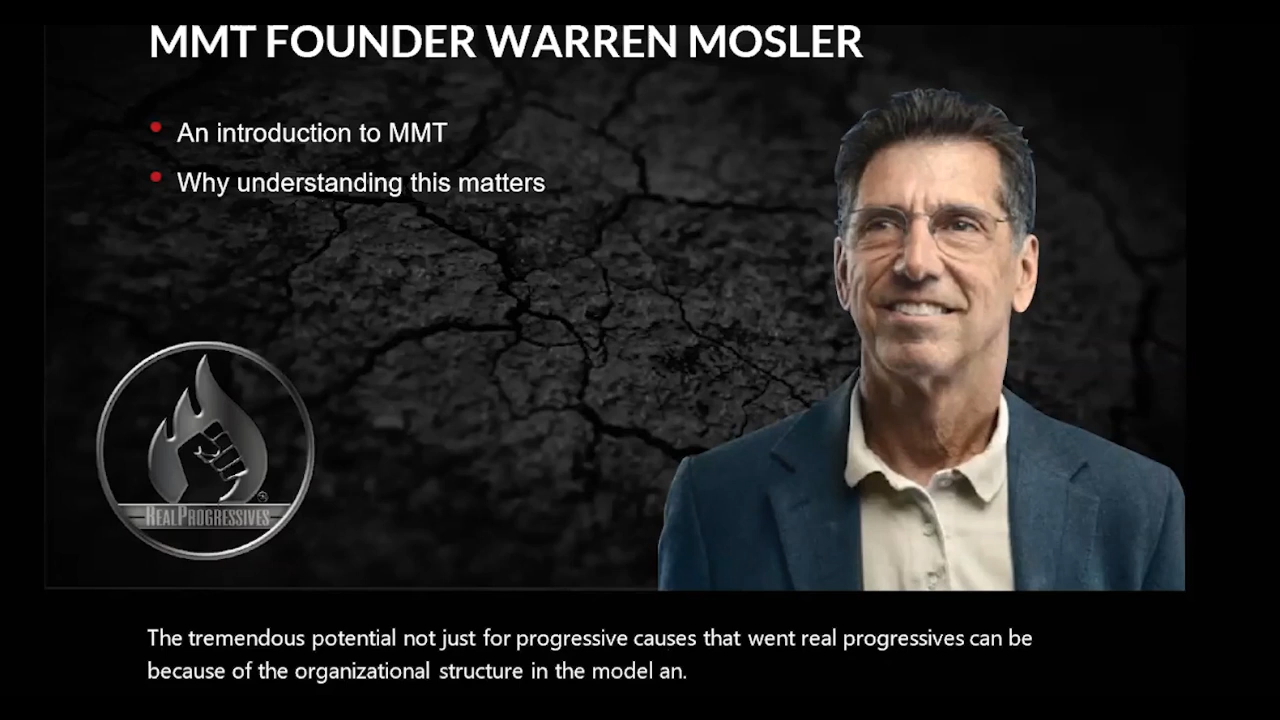 MMT FOUNDER WARREN MOSLER
An introduction to MMT
Why understanding this matters
REALPROGRESSIVES
®
The tremendous potential not just for progressive causes that went real progressives can be
because of the organizational structure in the model an.